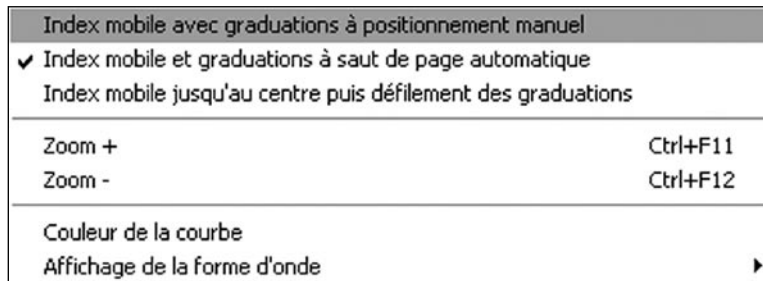 Index mobile avec graduations à positionnement manuel
Index mobile et graduations à saut de page automatique
Index mobile jusqu'au centre puis défilement des graduations
Zoom + Ctrl+F11
Zoom - Ctrl+F12
Couleur de la courbe
Affichage de la forme d'onde